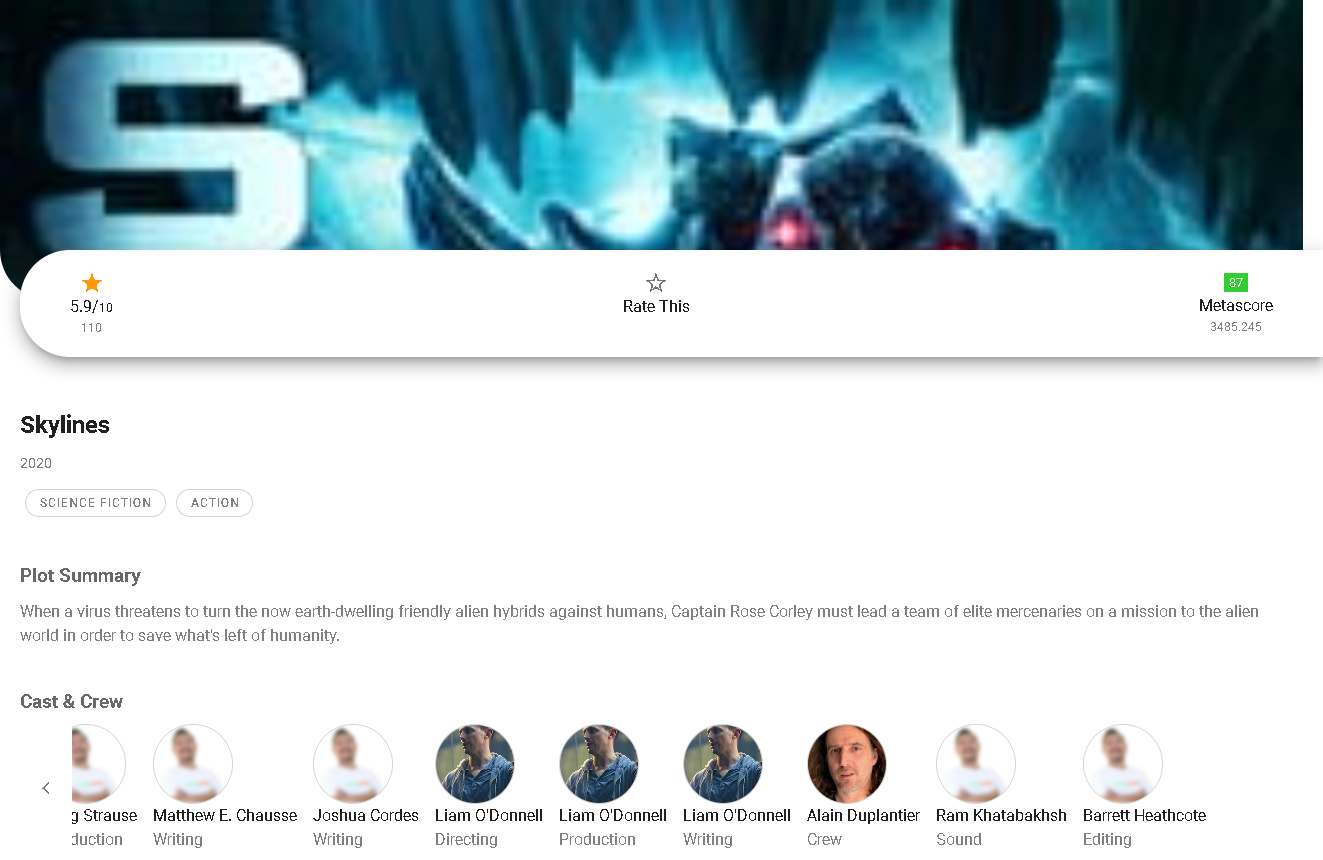 S
5.9/10
110
Rate This
87
Metascore
3485.245
Skylines
2020
SCIENCE FICTION
ACTION
Plot Summary
When a virus threatens to turn the now earth-dwelling friendly alien hybrids against humans, Captain Rose Corley must lead a team of elite mercenaries on a mission to the alien
world in order to save what's left of humanity.
Cast & Crew
g Strause
duction
Matthew E. Chausse
Writing
Joshua Cordes
Writing
Liam O'Donnell
Directing
Liam O'Donnell
Production
Liam O'Donnell
Writing
Alain Duplantier
Crew
Ram Khatabakhsh
Sound
Barrett Heathcote
Editing